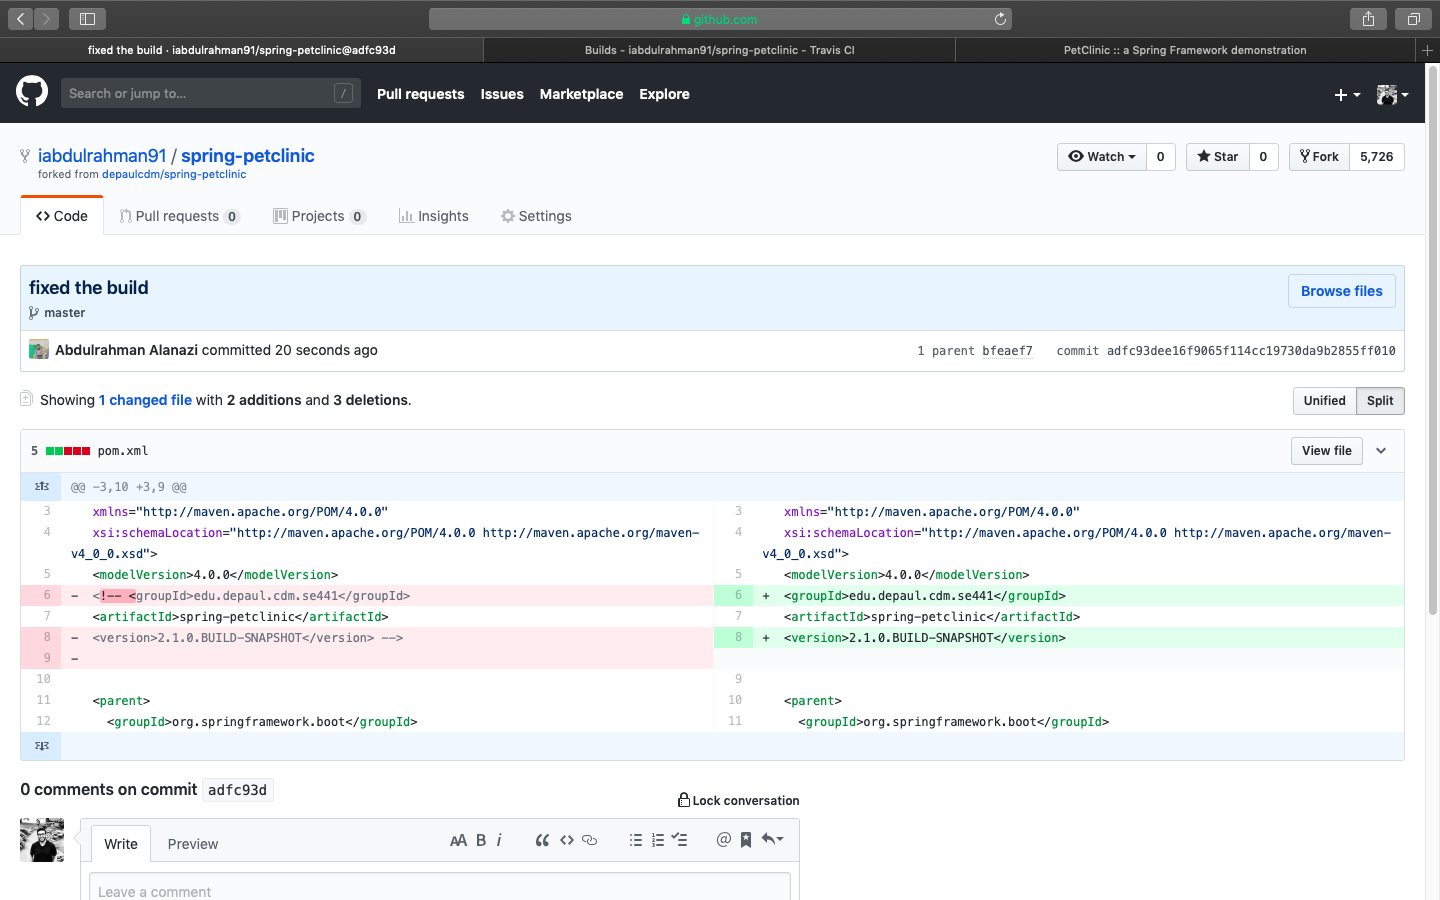 github.com
fixed the build · iabdulrahman91/spring-petclinic@adfc93d
Builds - iabdulrahman91/spring-petclinic - Travis CI
PetClinic :: a Spring Framework demonstration
Search or jump to... /
Pull requests Issues Marketplace Explore
iabdulrahman91 / spring-petclinic
forked from depaulcdm/spring-petclinic
Watch 0 Star 0 Fork 5,726
Code Pull requests 0 Projects 0 Insights Settings
fixed the build
Browse files
master
Abdulrahman Alanazi committed 20 seconds ago
1 parent bfeaef7 commit adfc93dee16f9065f114cc19730da9b2855ff010
Showing 1 changed file with 2 additions and 3 deletions.
Unified Split
5 pom.xml
View file
@@ -3,10 +3,9 @@
3 xmlns="http://maven.apache.org/POM/4.0.0"
4 xsi:schemaLocation="http://maven.apache.org/POM/4.0.0 http://maven.apache.org/maven-
v4_0_0.xsd">
5 <modelVersion>4.0.0</modelVersion>
6 - <!-- <groupId>edu.depaul.cdm.se441</groupId>
7 <artifactId>spring-petclinic</artifactId>
8 - <version>2.1.0.BUILD-SNAPSHOT</version> -->
9 -
10
11 <parent>
12 <groupId>org.springframework.boot</groupId>
3 xmlns="http://maven.apache.org/POM/4.0.0"
4 xsi:schemaLocation="http://maven.apache.org/POM/4.0.0 http://maven.apache.org/maven-
v4_0_0.xsd">
5 <modelVersion>4.0.0</modelVersion>
6 + <groupId>edu.depaul.cdm.se441</groupId>
7 <artifactId>spring-petclinic</artifactId>
8 + <version>2.1.0.BUILD-SNAPSHOT</version>
9
10 <parent>
11 <groupId>org.springframework.boot</groupId>
0 comments on commit adfc93d
Lock conversation
Write Preview
AA B i
Leave a comment